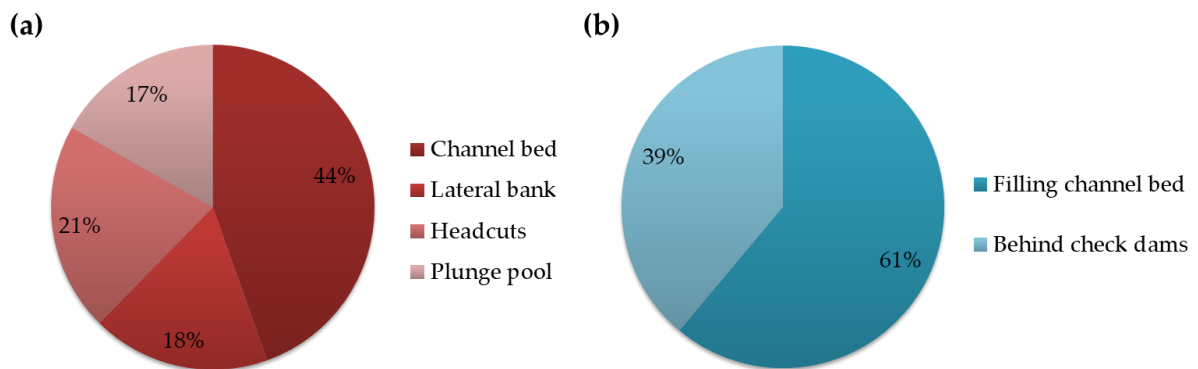 (a)
17%
44%
21%
18%
Channel bed
Lateral bank
Headcuts
Plunge pool
(b)
39%
61%
Filling channel bed
Behind check dams